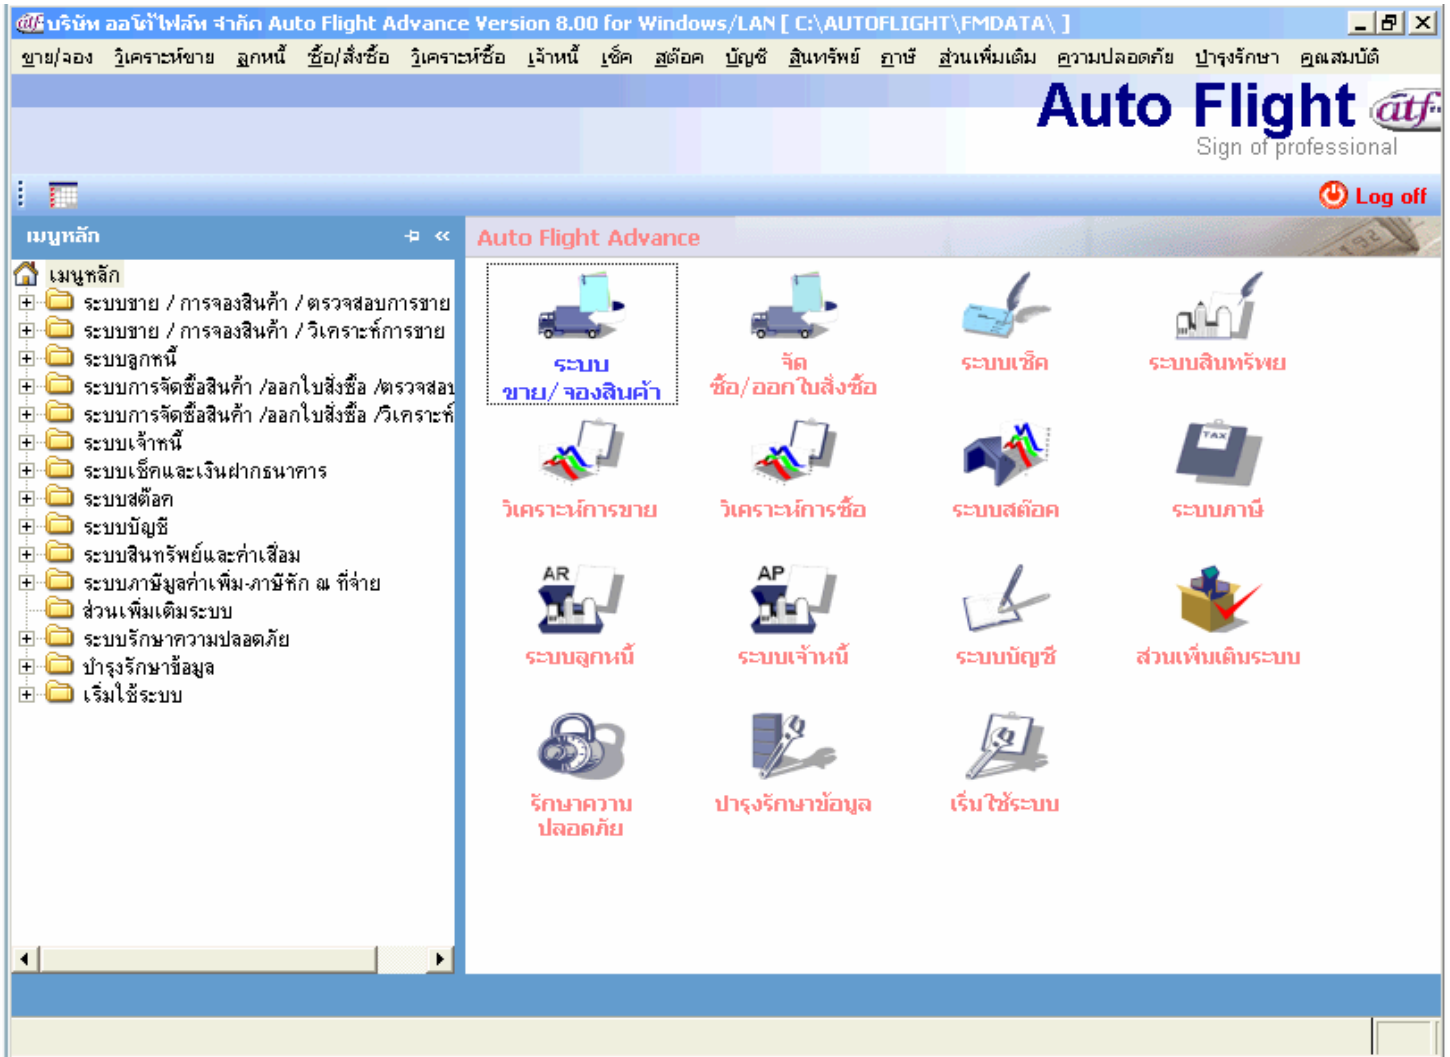 บริษัท ออโต้ไฟล์ท จำกัด Auto Flight Advance Version 8.00 for Windows/LAN [ C:\AUTOFLIGHT\FMDATA\ ]
ขาย/จอง วิเคราะห์ขาย ลูกหนี้ ซื้อ/สั่งซื้อ วิเคราะห์ซื้อ เจ้าหนี้ เช็ค สต๊อค บัญชี สินทรัพย์ ภาษี ส่วนเพิ่มเติม ความปลอดภัย บำรุงรักษา คุณสมบัติ
Auto Flight
Sign of professional
Log off
เมนูหลัก
Auto Flight Advance
เมนูหลัก
ระบบขาย / การจองสินค้า / ตรวจสอบการขาย
ระบบขาย / การจองสินค้า / วิเคราะห์การขาย
ระบบลูกหนี้
ระบบการจัดซื้อสินค้า /ออกใบสั่งซื้อ /ตรวจสอบ
ระบบการจัดซื้อสินค้า /ออกใบสั่งซื้อ /วิเคราะห์
ระบบเจ้าหนี้
ระบบเช็คและเงินฝากธนาคาร
ระบบสต๊อค
ระบบบัญชี
ระบบสินทรัพย์และค่าเสื่อม
ระบบภาษีมูลค่าเพิ่ม-ภาษีหัก ณ ที่จ่าย
ส่วนเพิ่มเติมระบบ
ระบบรักษาความปลอดภัย
บำรุงรักษาข้อมูล
เริ่มใช้ระบบ
ระบบ
ขาย/จองสินค้า
จัด
ซื้อ/ออกใบสั่งซื้อ
ระบบเช็ค
ระบบสินทรัพย
วิเคราะห์การขาย
วิเคราะห์การซื้อ
ระบบสต๊อค
TAX
ระบบภาษี
AR
ระบบลูกหนี้
AP
ระบบเจ้าหนี้
ระบบบัญชี
ส่วนเพิ่มเติมระบบ
รักษาความ
ปลอดภัย
บำรุงรักษาข้อมูล
เริ่มใช้ระบบ